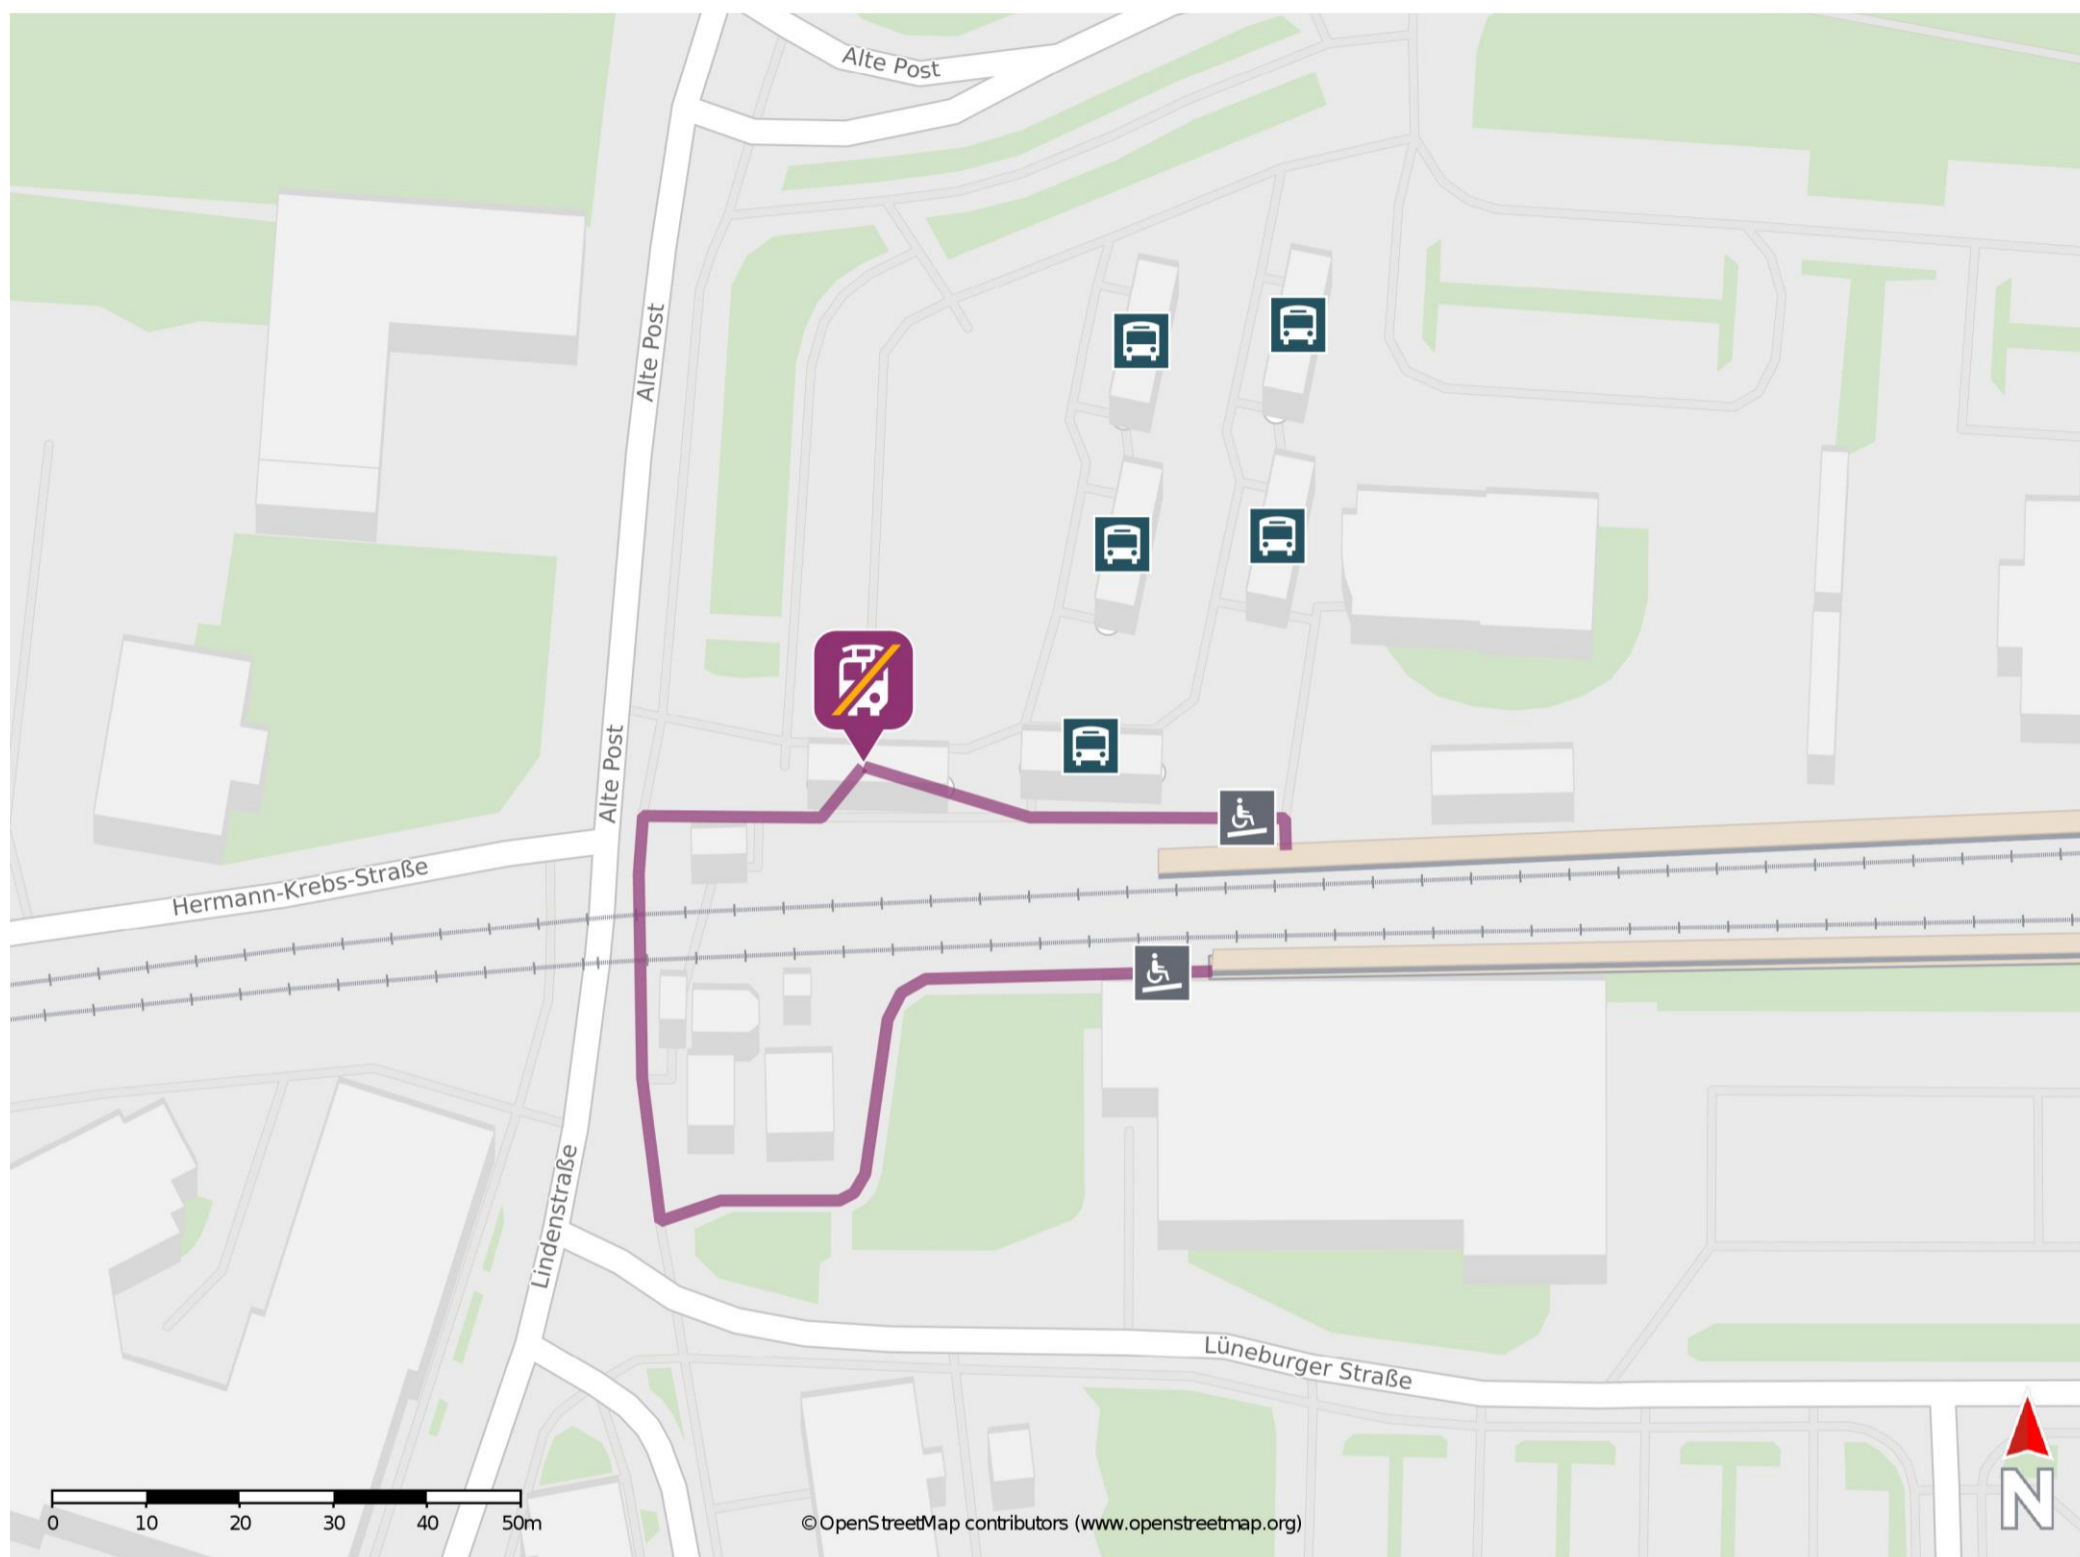 Alte Post
Alte Post
Alte Post
Hermann-Krebs-Straße
Lindenstraße
Lüneburger Straße
N
0 10 20 30 40 50m
©OpenStreetMap contributors (www.openstreetmap.org)